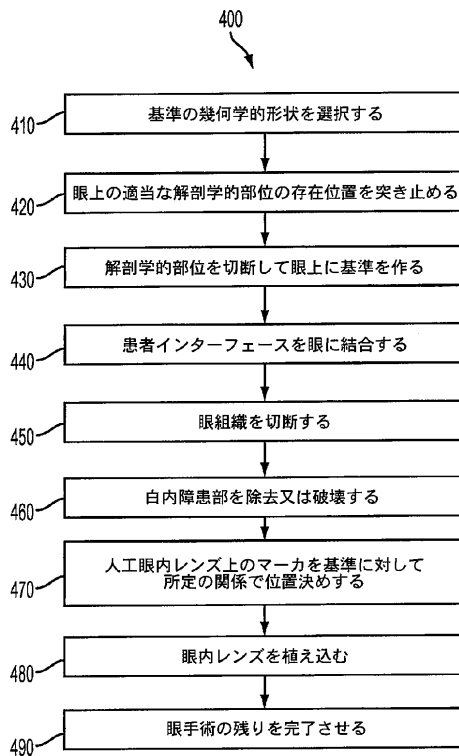 400
410
基準の幾何学的形状を選択する
420
眼上の適当な解剖学的部位の存在位置を突き止める
430
解剖学的部位を切断して眼上に基準を作る
440
患者インターフェースを眼に結合する
450
眼組織を切断する
460
白内障患部を除去又は破壊する
470
人工眼内レンズ上のマーカを基準に対して
所定の関係で位置決めする
480
眼内レンズを植え込む
490
眼手術の残りを完了させる